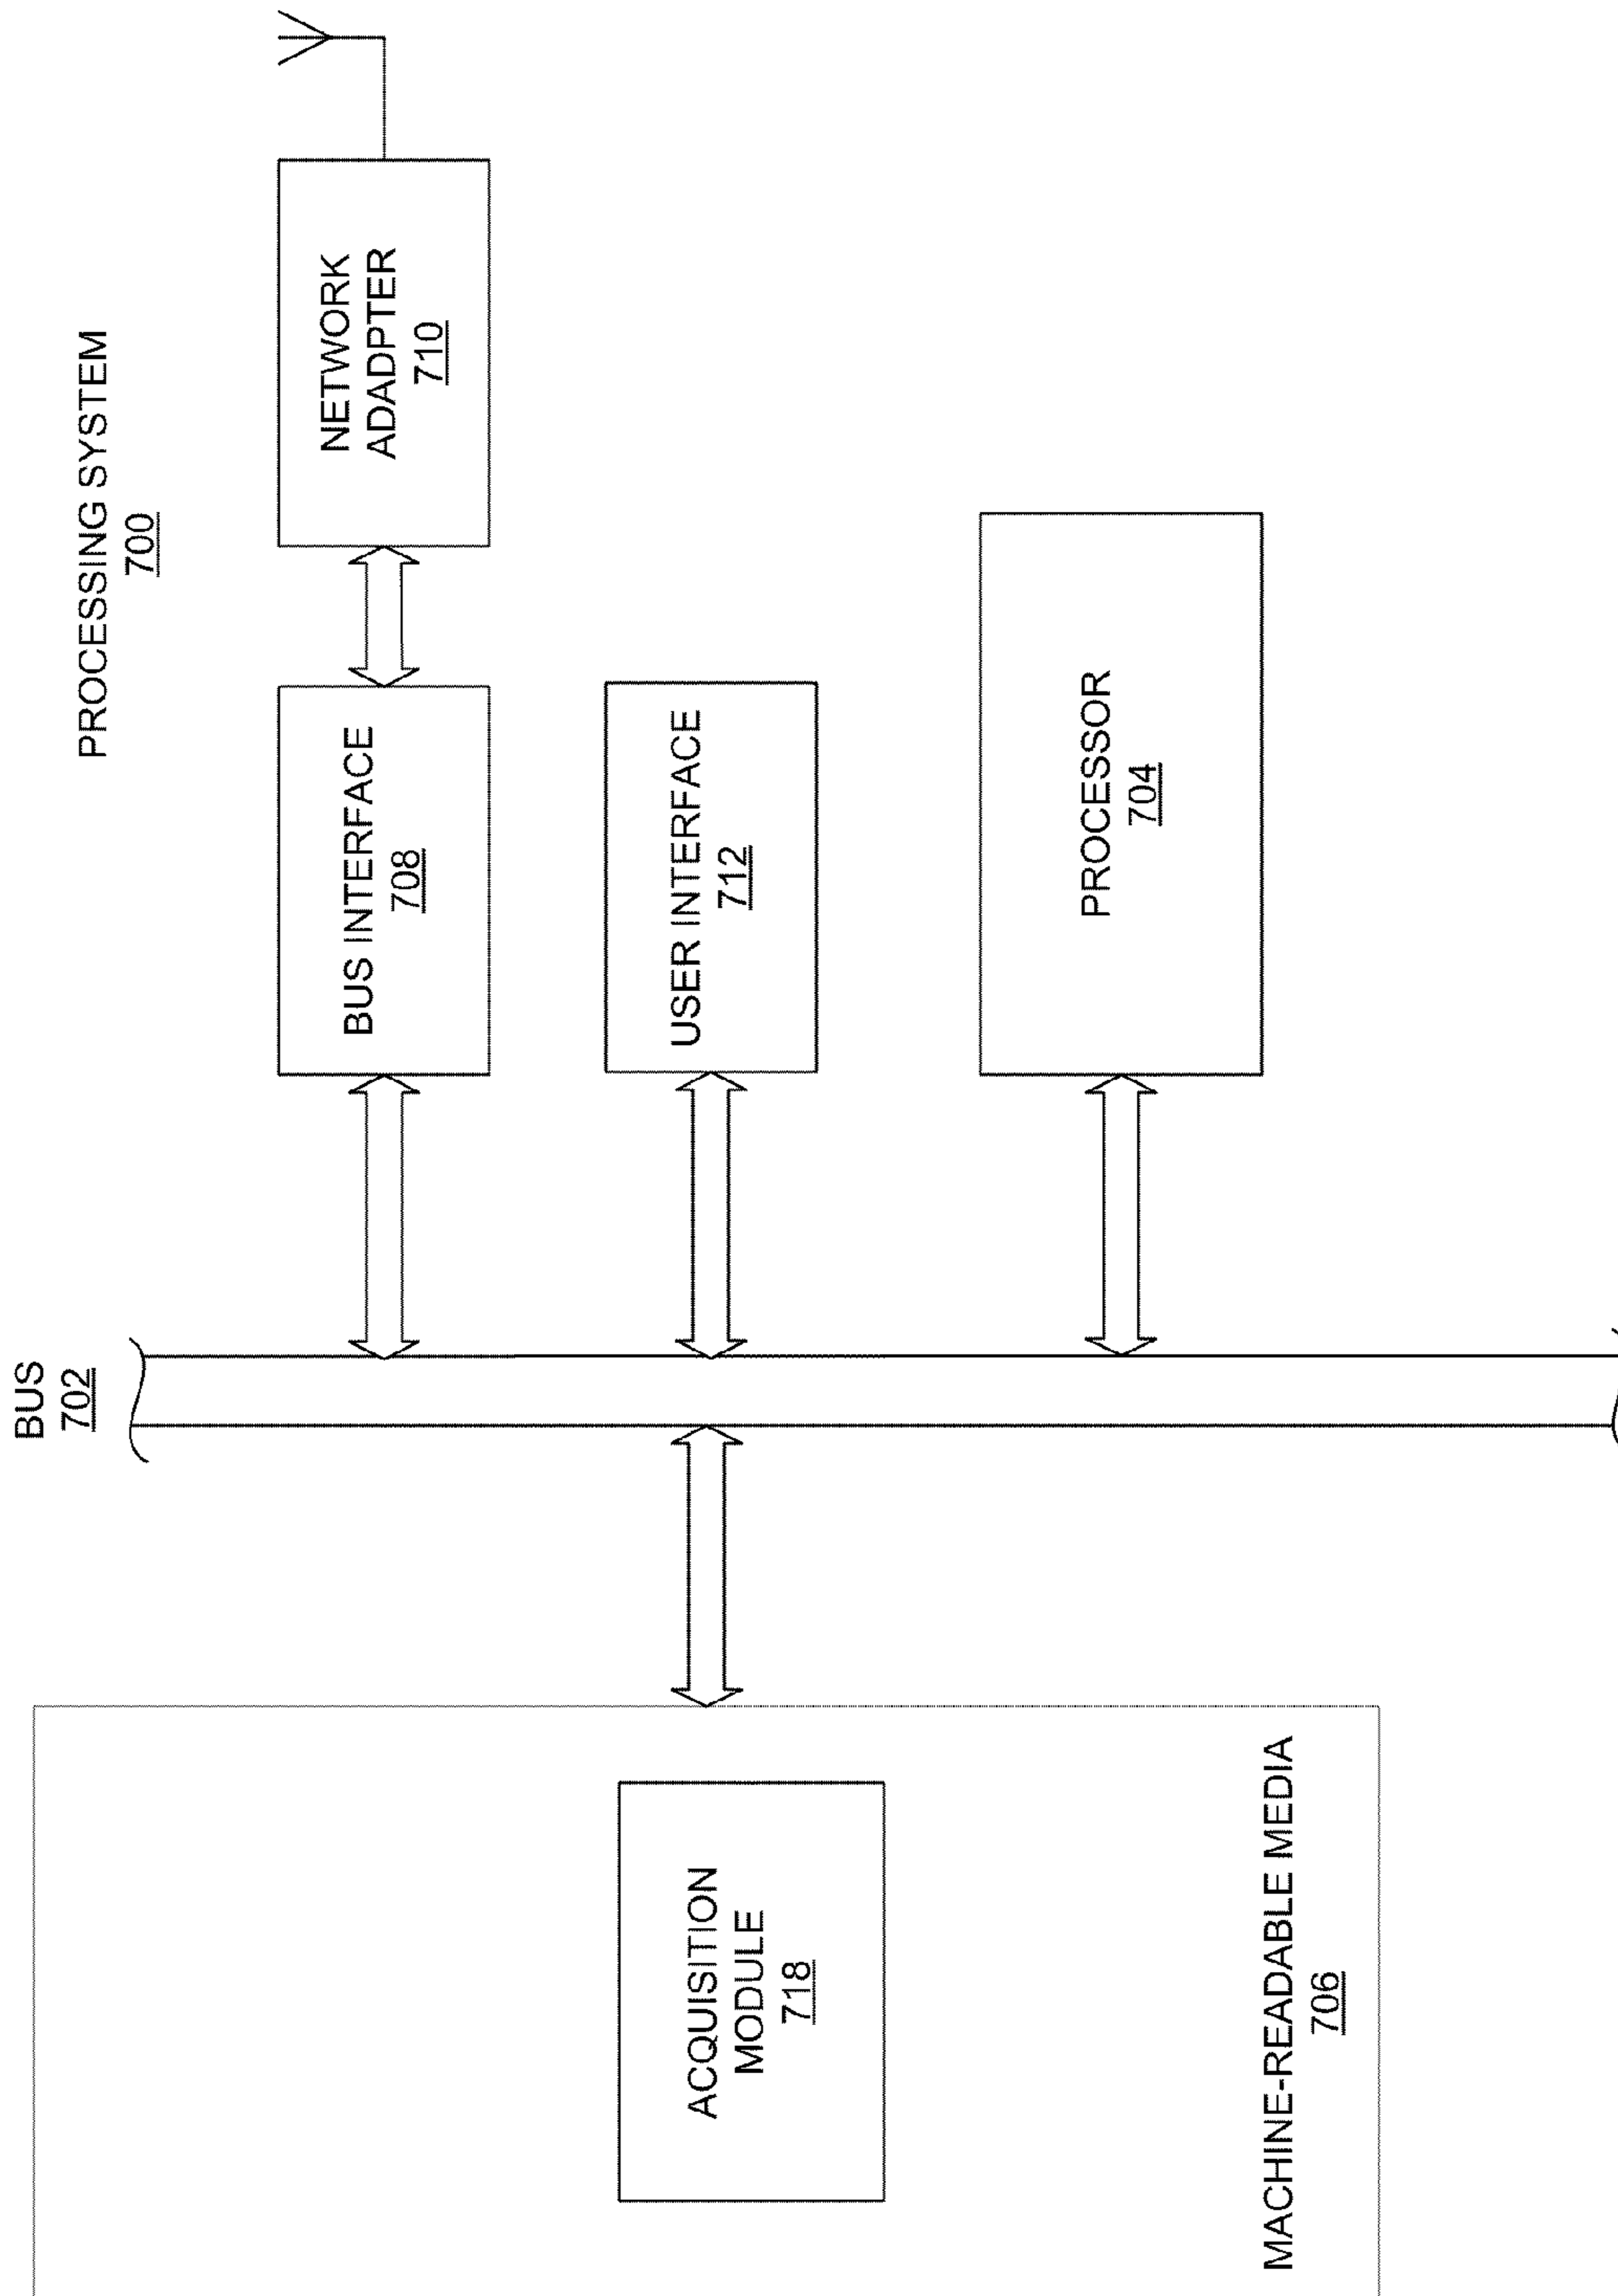 PROCESSING SYSTEM
700
BUS
702
NETWORK
ADADPTER
710
BUS INTERFACE
708
USER INTERFACE
712
PROCESSOR
704
ACQUISITION
MODULE
718
MACHINE-READABLE MEDIA
706